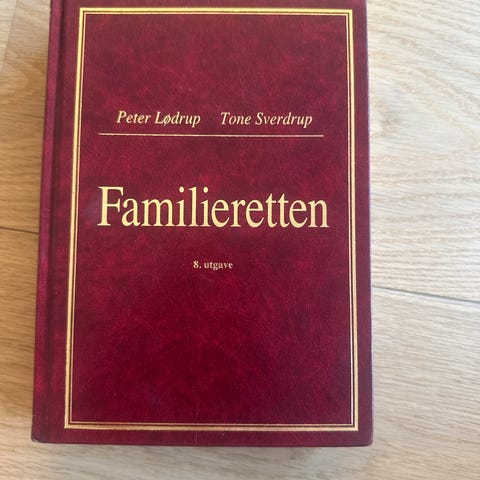 Peter Lødrup Tone Sverdrup
Familieretten
8. utgave